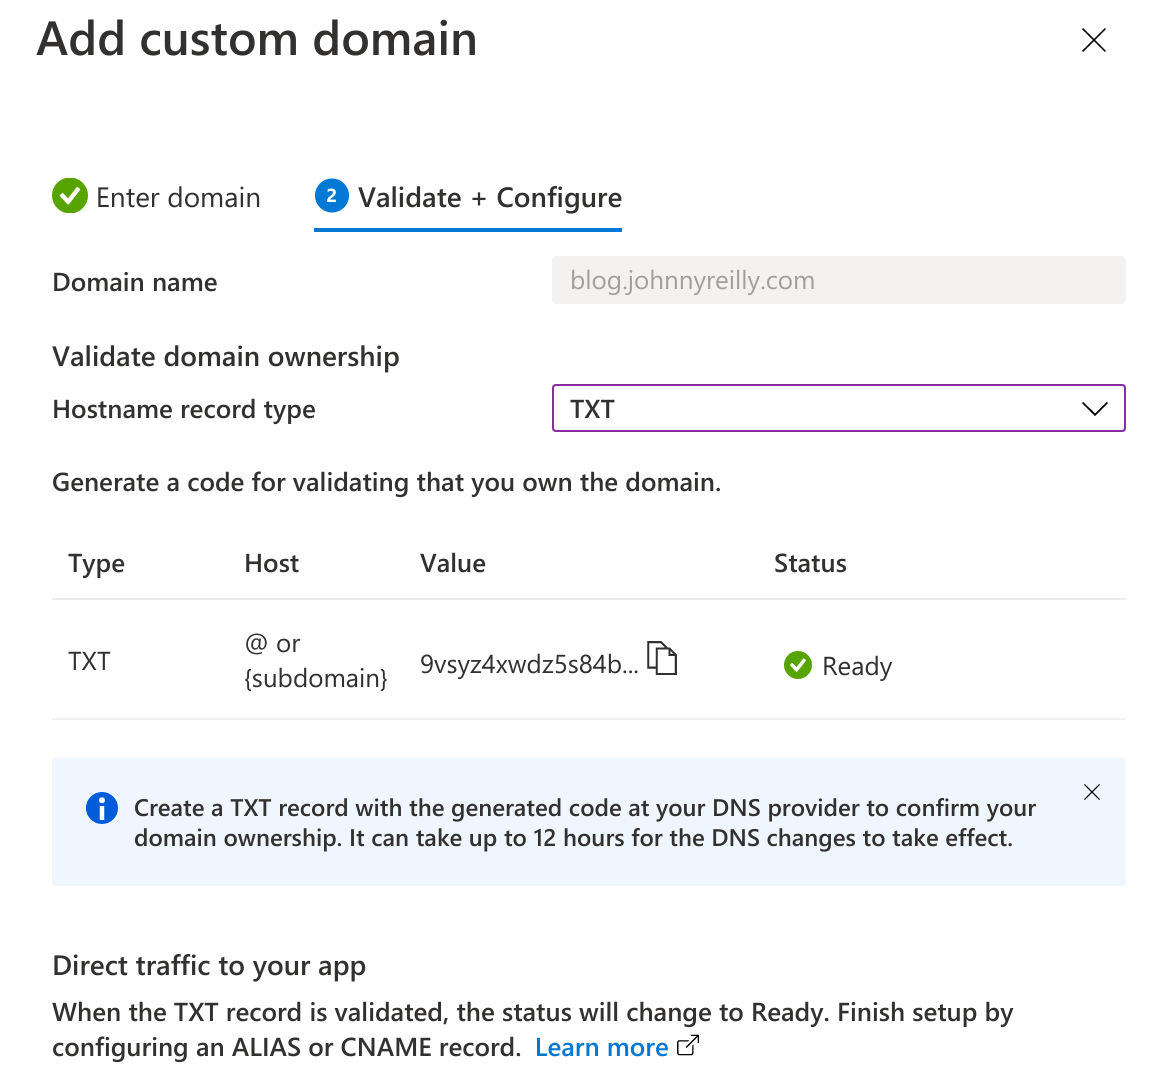 Add custom domain
Enter domain
2 Validate + Configure
Domain name
blog.johnnyreilly.com
Validate domain ownership
Hostname record type
TXT
Generate a code for validating that you own the domain.
Type Host Value Status
TXT
@ or
{subdomain}
9vsyz4xwdz5s84b...
Ready
Create a TXT record with the generated code at your DNS provider to confirm your
domain ownership. It can take up to 12 hours for the DNS changes to take effect.
Direct traffic to your app
When the TXT record is validated, the status will change to Ready. Finish setup by
configuring an ALIAS or CNAME record. Learn more